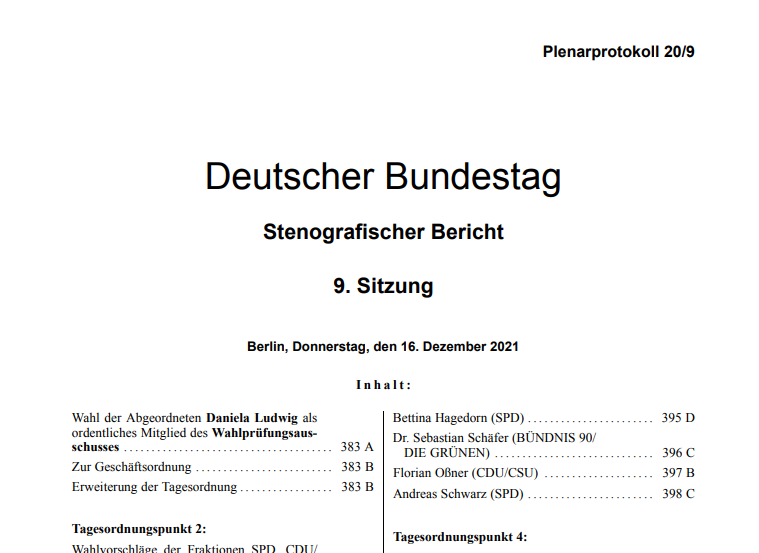 Plenarprotokoll 20/9
Deutscher Bundestag
Stenografischer Bericht
9. Sitzung
Berlin, Donnerstag, den 16. Dezember 2021
Inhalt:
Wahl der Abgeordneten Daniela Ludwig als
ordentliches Mitglied des Wahlprüfungsaus-
schusses . . . . . . . . . . . . . . . . . . . . . . . . . . . . . . . . . . . . 383 A
Zur Geschäftsordnung . . . . . . . . . . . . . . . . . . . . . . . . 383 B
Erweiterung der Tagesordnung . . . . . . . . . . . . . . . . . 383 B
Tagesordnungspunkt 2:
Wahlvorschläge der Fraktionen SPD, CDU/
Bettina Hagedorn (SPD) . . . . . . . . . . . . . . . . . . . . . . 395 D
Dr. Sebastian Schäfer (BÜNDNIS 90/
DIE GRÜNEN) . . . . . . . . . . . . . . . . . . . . . . . . . . . . 396 C
Florian Oßner (CDU/CSU) . . . . . . . . . . . . . . . . . . . . 397 B
Andreas Schwarz (SPD) . . . . . . . . . . . . . . . . . . . . . . 398 C
Tagesordnungspunkt 4: